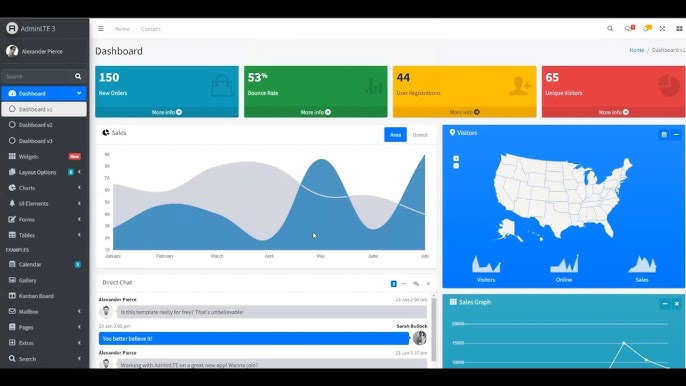 AdminLTE 3
Home
Contact
Alexander Pierce
Search
Dashboard
Dashboard v1
Dashboard v2
Dashboard v3
Widgets
New
Layout Options
6
Charts
UI Elements
Forms
Tables
EXAMPLES
Calendar
2
Gallery
Kanban Board
Mailbox
Pages
Extras
Search
Dashboard
Home / Dashboard v1
150
New Orders
More info
53%
Bounce Rate
More info
44
User Registrations
More info
65
Unique Visitors
More info
Sales
Area
Donut
90
80
70
60
50
40
30
20
10
January
February
March
April
May
June
July
Visitors
Visitors
Online
Sales
Direct Chat
3
Alexander Pierce
23 Jan 2:00 pm
Is this template really for free? That's unbelievable!
23 Jan 2:05 pm
Sarah Bullock
You better believe it!
Alexander Pierce
23 Jan 5:37 pm
Working with AdminLTE on a great new app! Wanna join?
Sales Graph
20000
15000
10000